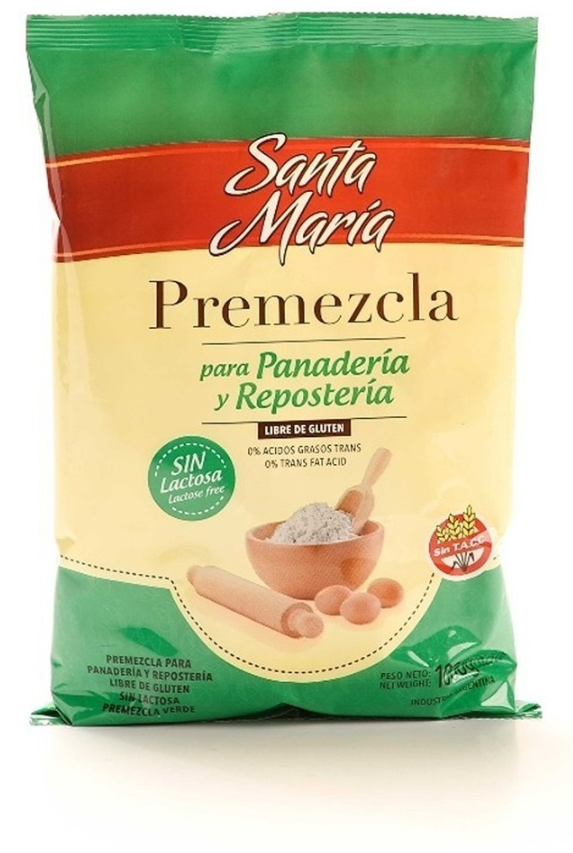 Santa
María
Premezcla
para Panadería
y Repostería
LIBRE DE GLUTEN
0% ACIDOS GRASOS TRANS
0% TRANS FAT ACID
SIN
Lactosa
Lactose free
Sin T.A.C.C.
PREMEZCLA PARA
PANADERÍA Y REPOSTERÍA
LIBRE DE GLUTEN
SIN LACTOSA
PREMEZCLA VERDE
PESO NETO:
NET WEIGHT:
INDUSTRIA ARGENTINA